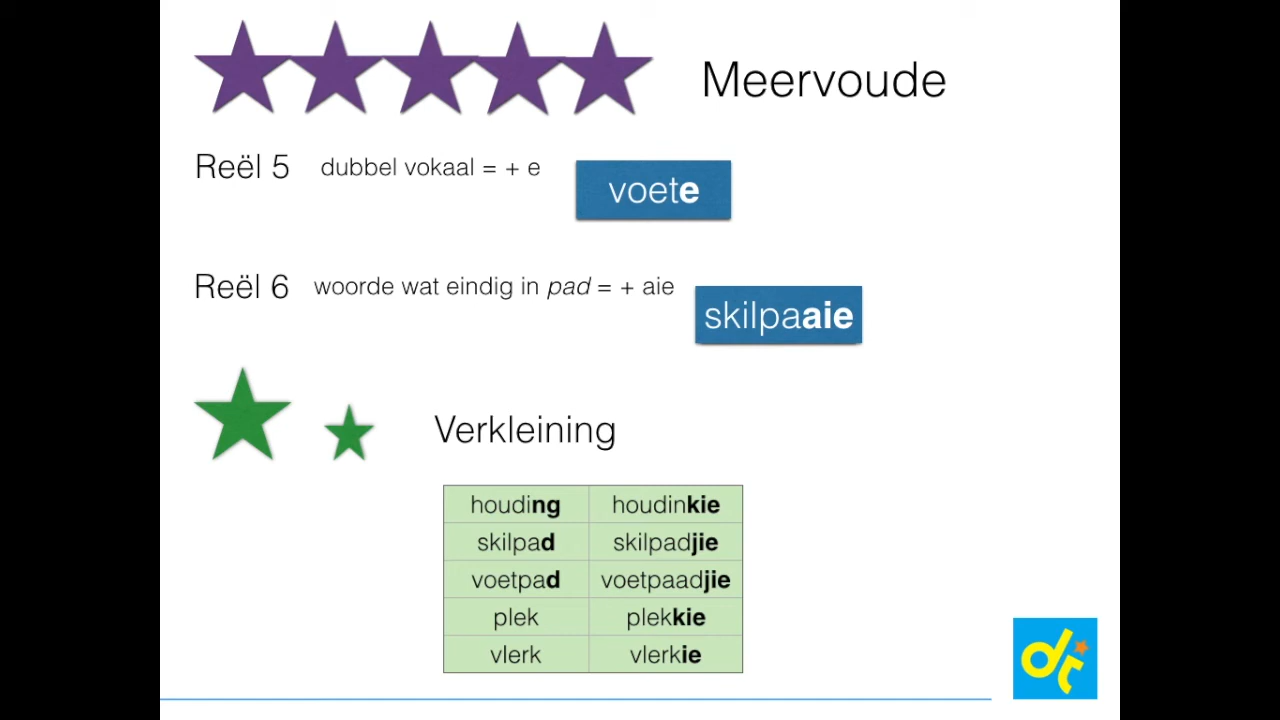 Meervoude
Reël 5 dubbel vokaal = + e voete
Reël 6 woorde wat eindig in pad = + aie skilpaaie
Verkleining
houding houdinkie
skilpad skilpadjie
voetpad voetpaadjie
plek plekkie
vlerk vlerkie